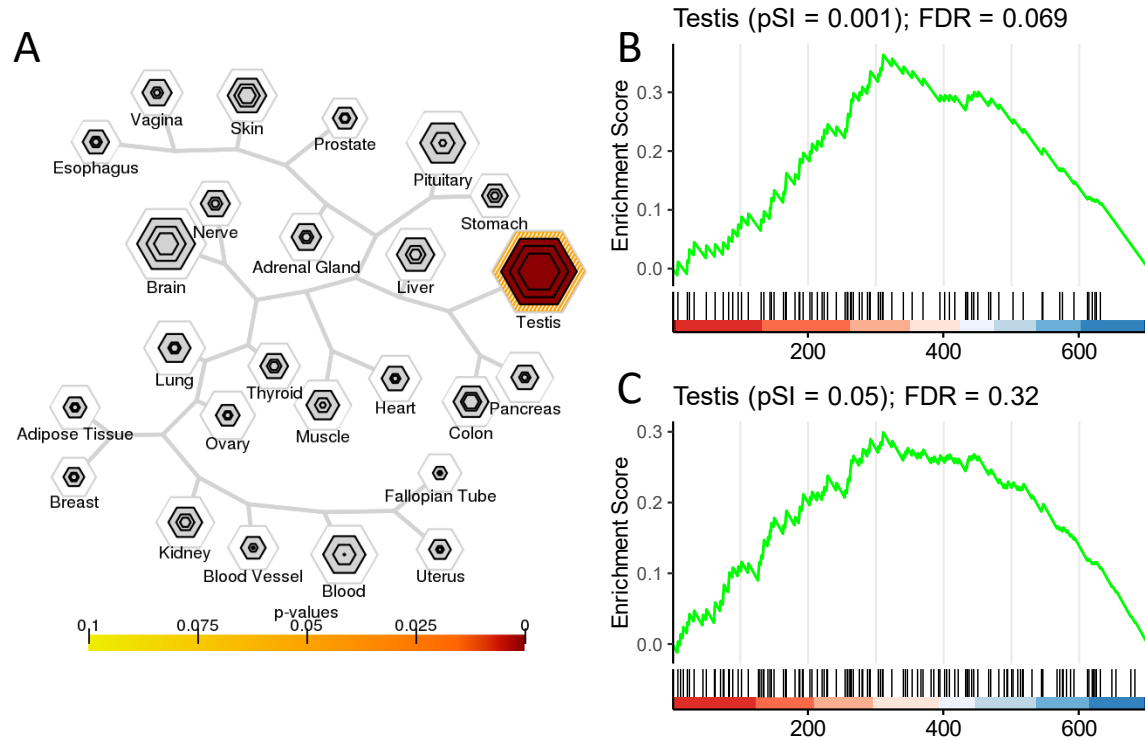 A
Vagina
Skin
Prostate
Esophagus
Pituitary
Stomach
Nerve
Adrenal Gland
Brain
Liver
Testis
Lung
Thyroid
Muscle
Heart
Pancreas
Colon
Adipose Tissue
Ovary
Breast
Fallopian Tube
Kidney
Blood Vessel
Blood
Uterus
p-values
0.1 0.075 0.05 0.025 0
B
Testis (pSI = 0.001); FDR = 0.069
Enrichment Score
0.3
0.2
0.1
0.0
200 400 600
C
Testis (pSI = 0.05); FDR = 0.32
Enrichment Score
0.3
0.2
0.1
0.0
200 400 600